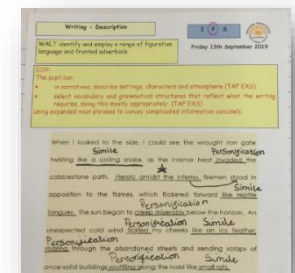 Writing - Description
I P S
WALT identify and employ a range of figurative language and fronted adverbials.
Friday 13th September 2019
The pupil can:
• in narratives, describe settings, characters and atmosphere (TAF EXS)
• select vocabulary and grammatical structures that reflect what the writing requires, doing this mostly appropriately (TAF EXS)
using expanded noun phrases to convey complicated information concisely.
When I looked to the side, I could see the wrought iron gate
Simile
Personification
twisting like a coiling snake, as the intense heat invaded the
cobblestone path. Heroic amidst the inferno, firemen stood in
Simile
opposition to the flames, which flickered forward like reptile
Personification
tongues. The sun began to creep miserably below the horizon. An
Personification Simile
unexpected cold wind tickled my cheeks like an icy feather,
Personification
roaring through the abandoned streets and sending scraps of
Personification Simile
once-solid buildings scuttling along the road like small rats.